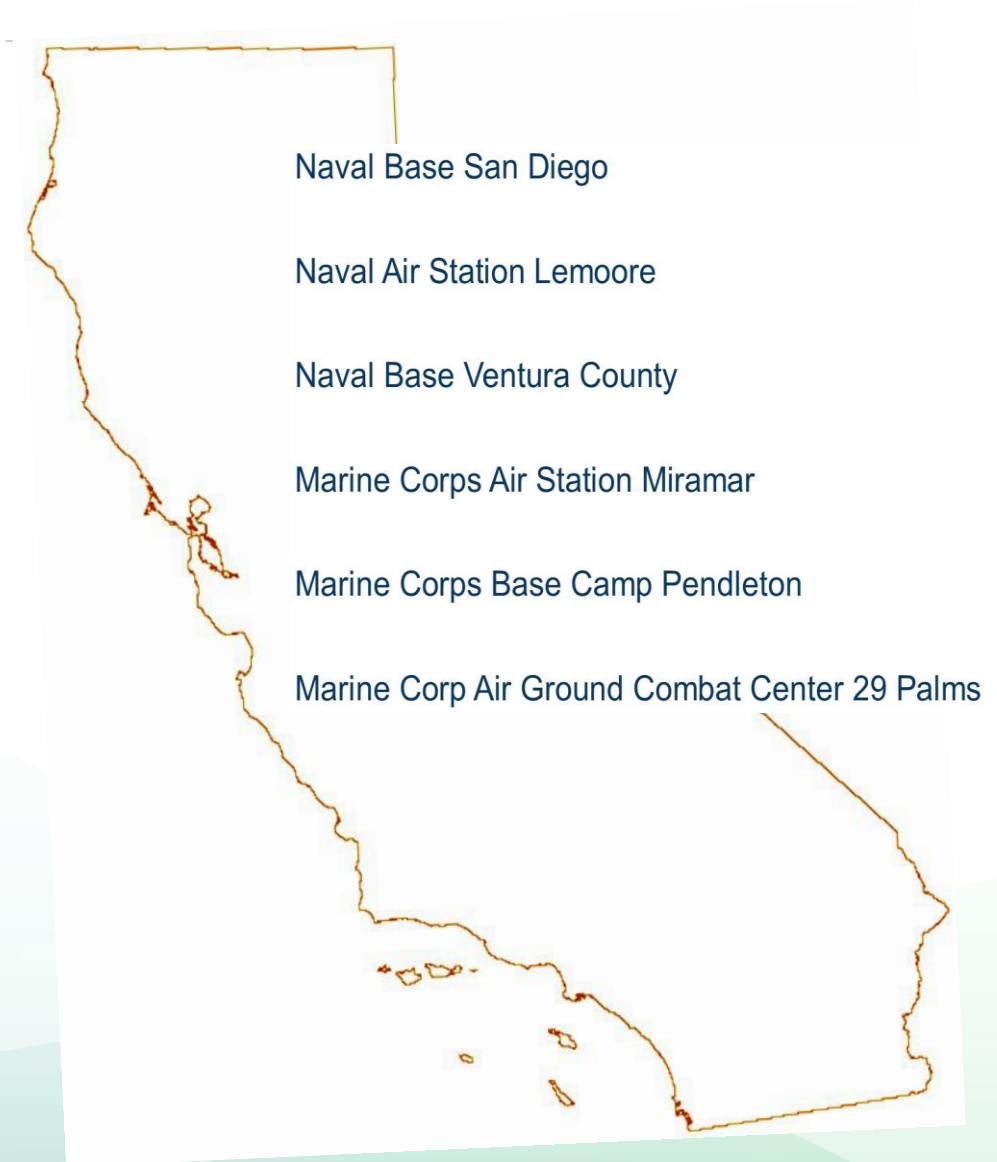 Naval Base San Diego
Naval Air Station Lemoore
Naval Base Ventura County
Marine Corps Air Station Miramar
Marine Corps Base Camp Pendleton
Marine Corp Air Ground Combat Center 29 Palms